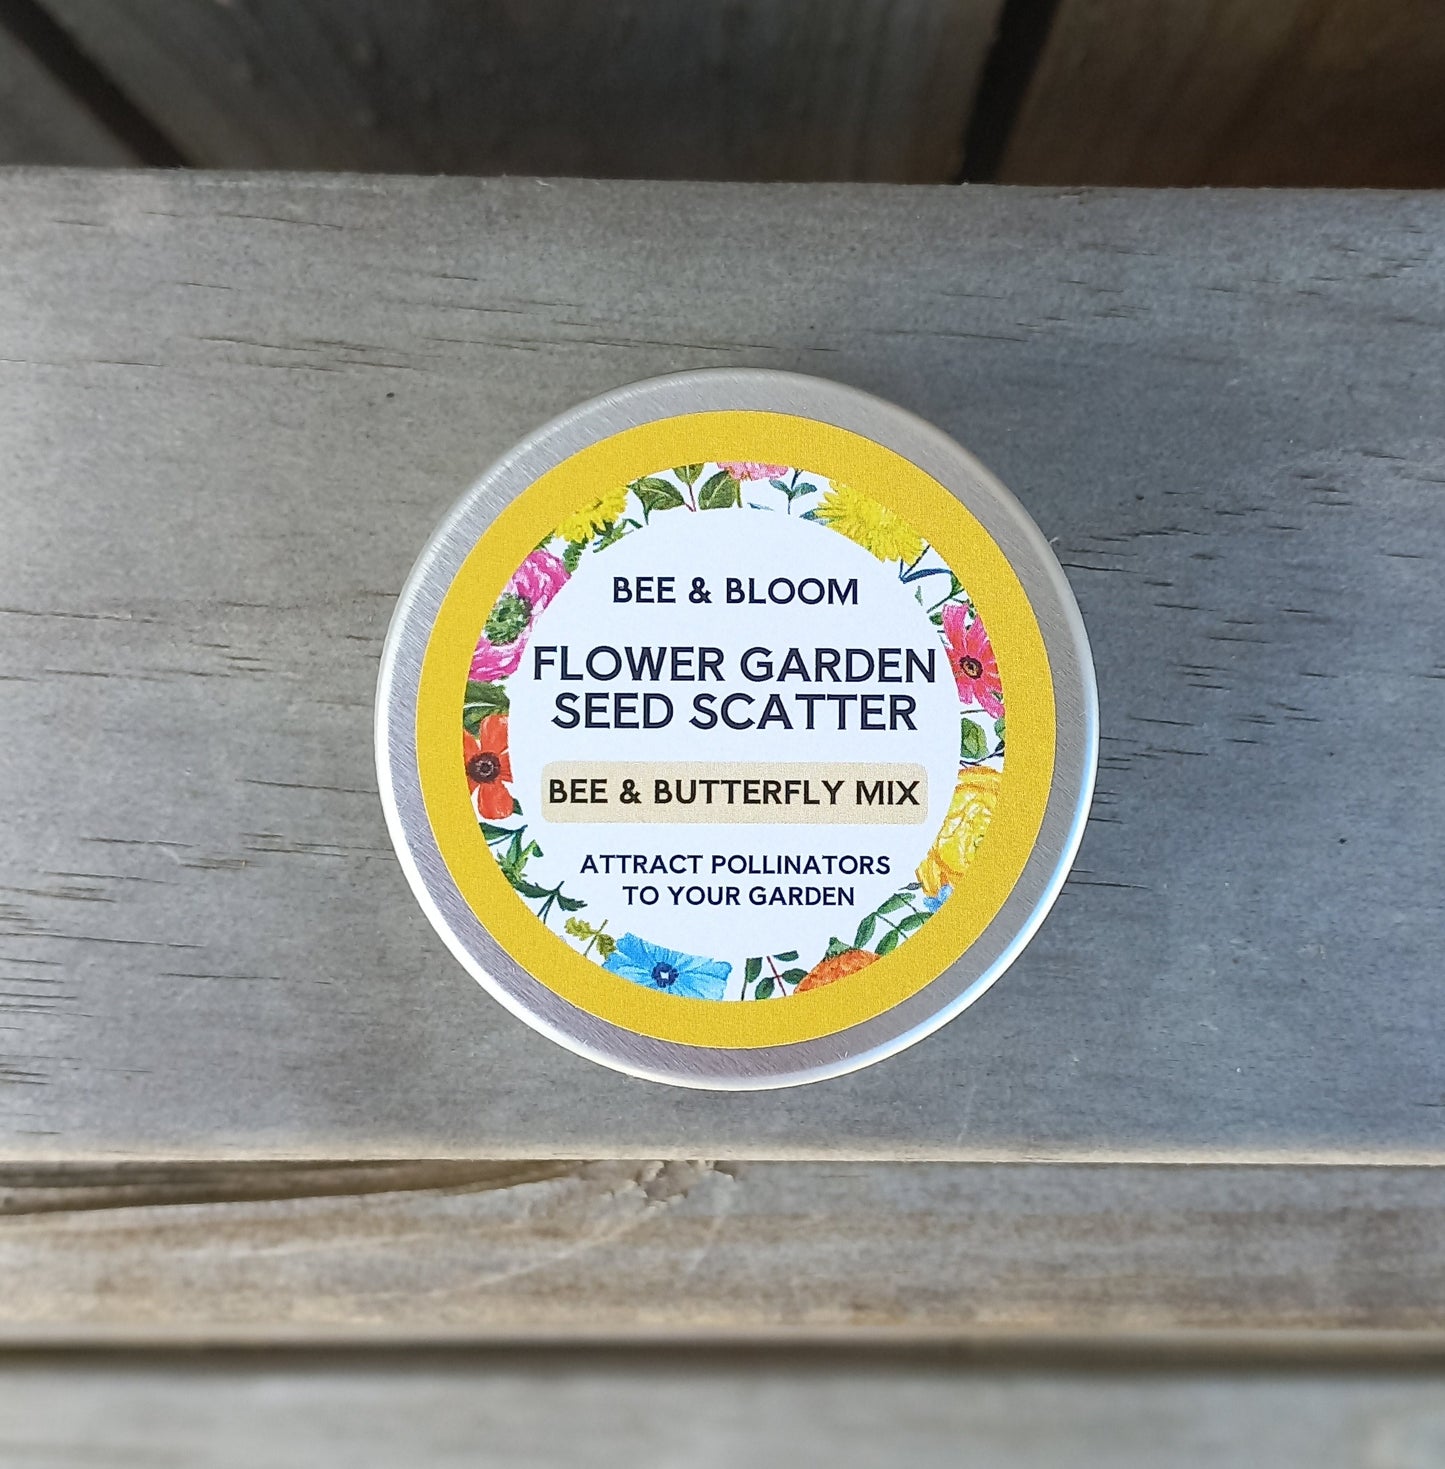 BEE & BLOOM
FLOWER GARDEN
SEED SCATTER
BEE & BUTTERFLY MIX
ATTRACT POLLINATORS
TO YOUR GARDEN